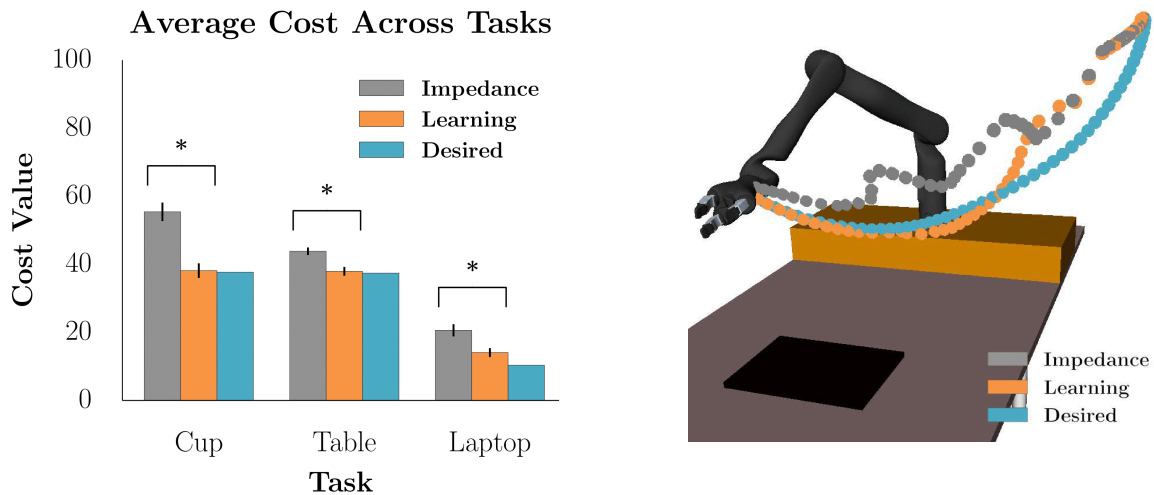 Average Cost Across Tasks
Cost Value
100
80
60
40
20
0
Impedance
Learning
Desired
*
*
*
Cup
Table
Laptop
Task
Impedance
Learning
Desired